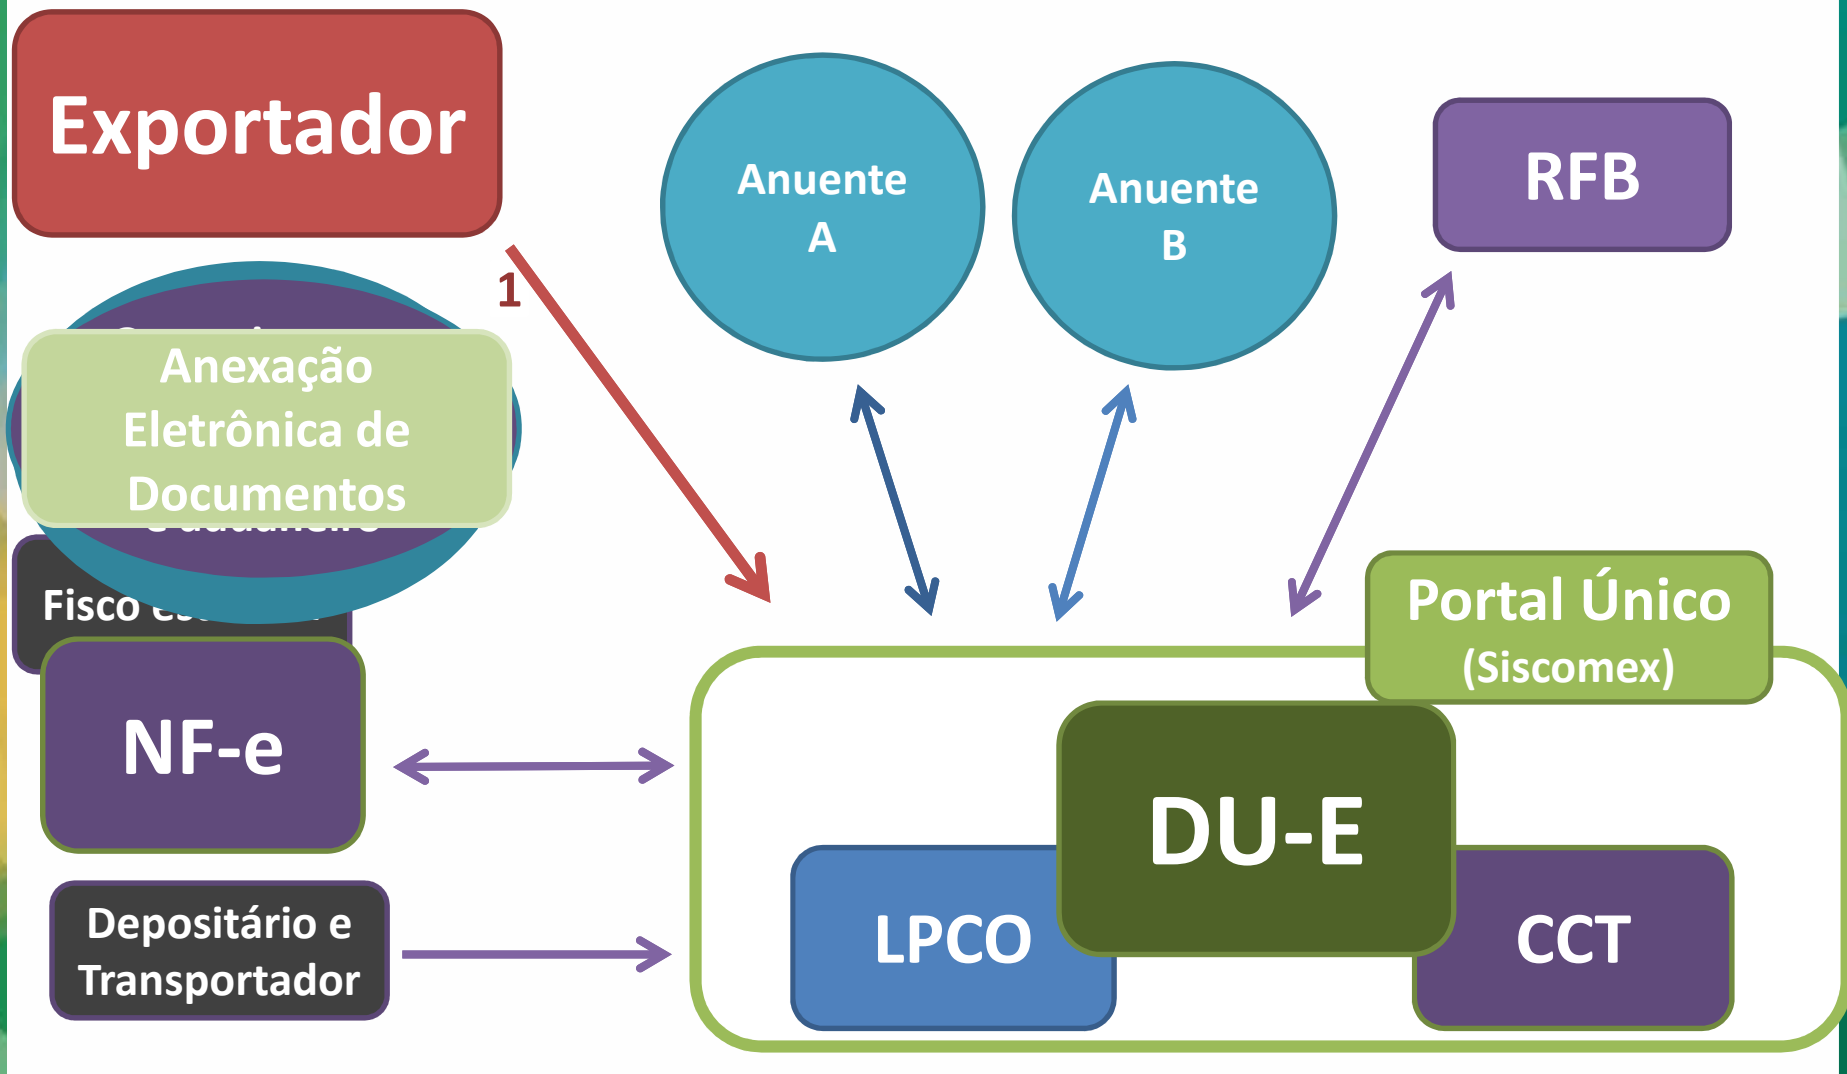 Exportador
Anuente
A
Anuente
B
RFB
1
Anexação
Eletrônica de
Documentos
Fisco
Portal Único
(Siscomex)
NF-e
DU-E
LPCO
CCT
Depositário e
Transportador